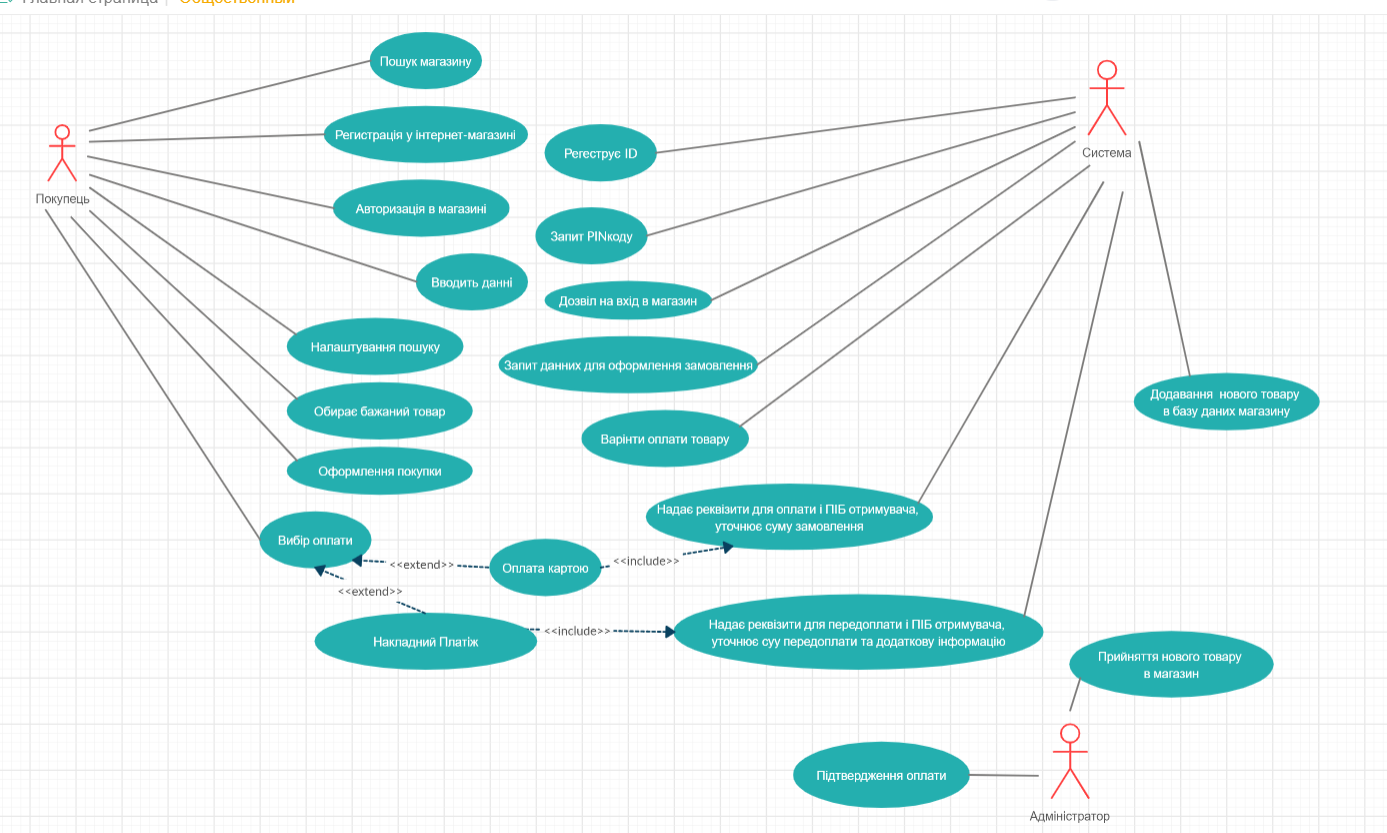 Главная страница
Общественный
Пошук магазину
Регистрація у інтернет-магазині
Регеструє ID
Система
Покупець
Авторизація в магазині
Запит PINкоду
Вводить данні
Дозвіл на вхід в магазин
Налаштування пошуку
Запит данних для оформлення замовлення
Додавання нового товару
в базу даних магазину
Обирає бажаний товар
Варінти оплати товару
Оформлення покупки
Надає реквізити для оплати і ПІБ отримувача,
уточнює суму замовлення
Вибір оплати
<<extend>>
Оплата картою
<<include>>
<<extend>>
Накладний Платіж
<<include>>
Надає реквізити для передоплати і ПІБ отримувача,
уточнює суу передоплати та додаткову інформацію
Прийняття нового товару
в магазин
Підтвердження оплати
Адміністратор